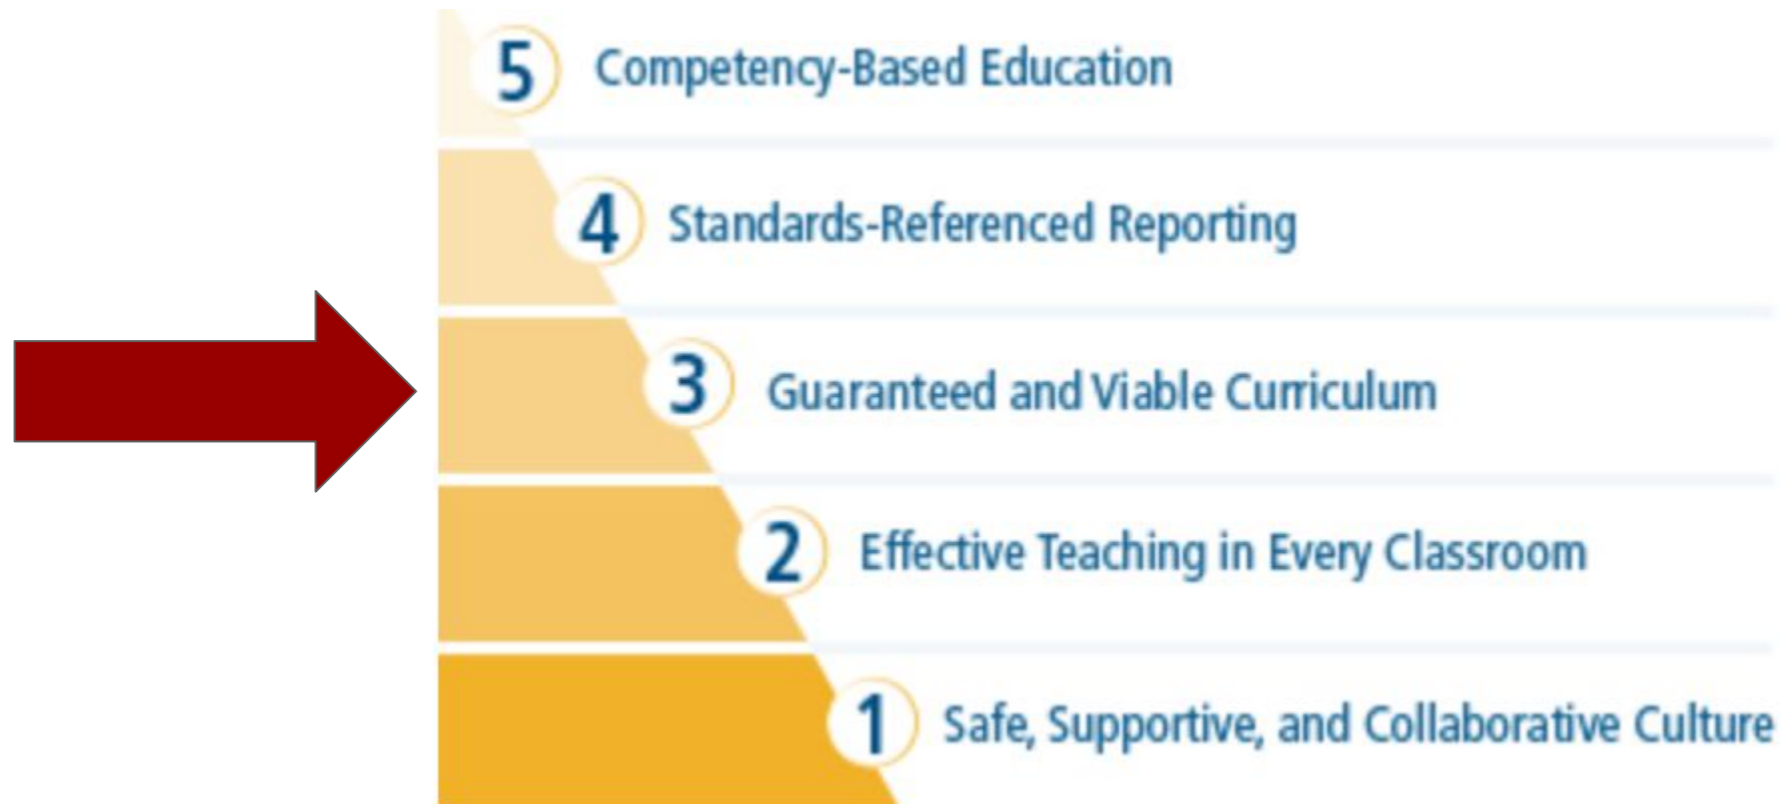 5 Competency-Based Education
4 Standards-Referenced Reporting
3 Guaranteed and Viable Curriculum
2 Effective Teaching in Every Classroom
1 Safe, Supportive, and Collaborative Culture